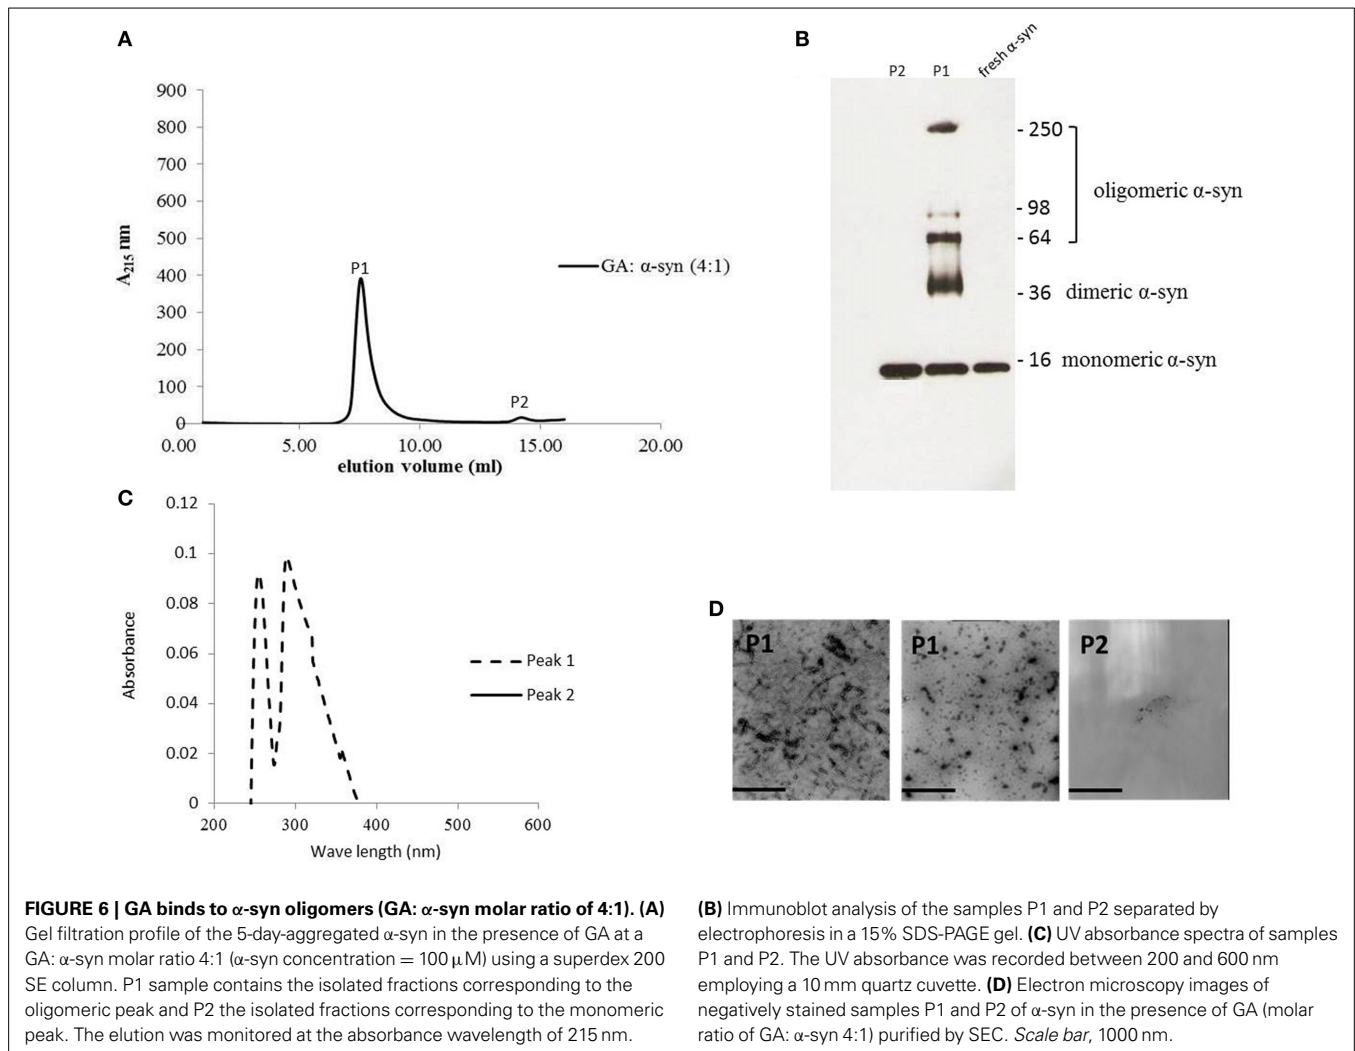 A
900
800
700
600
500
400
300
200
100
0
A215 nm
P1
P2
GA: α-syn (4:1)
0.00 5.00 10.00 15.00 20.00
elution volume (ml)
B
P2 P1 fresh α-syn
- 250
- 98
- 64
- 36 dimeric α-syn
- 16 monomeric α-syn
oligomeric α-syn
C
0.12
0.1
0.08
0.06
0.04
0.02
0
Absorbance
Peak 1
Peak 2
200 300 400 500 600
Wave length (nm)
D
P1 P1 P2
FIGURE 6 | GA binds to α-syn oligomers (GA: α-syn molar ratio of 4:1). (A)
Gel filtration profile of the 5-day-aggregated α-syn in the presence of GA at a
GA: α-syn molar ratio 4:1 (α-syn concentration = 100 μM) using a superdex 200
SE column. P1 sample contains the isolated fractions corresponding to the
oligomeric peak and P2 the isolated fractions corresponding to the monomeric
peak. The elution was monitored at the absorbance wavelength of 215 nm.
(B) Immunoblot analysis of the samples P1 and P2 separated by
electrophoresis in a 15% SDS-PAGE gel. (C) UV absorbance spectra of samples
P1 and P2. The UV absorbance was recorded between 200 and 600 nm
employing a 10 mm quartz cuvette. (D) Electron microscopy images of
negatively stained samples P1 and P2 of α-syn in the presence of GA (molar
ratio of GA: α-syn 4:1) purified by SEC. Scale bar, 1000 nm.